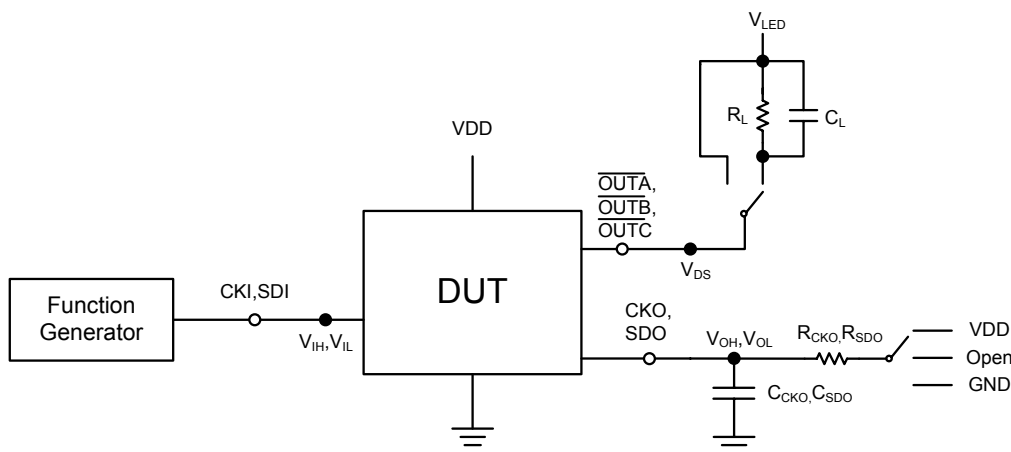 VLED
RL
CL
VDD
OUTA,
OUTB,
OUTC
VDS
DUT
Function
Generator
CKI,SDI
VIH,VIL
CKO,
SDO
VOH,VOL
RCKO,RSDO
VDD
Open
GND
CCKO,CSDO